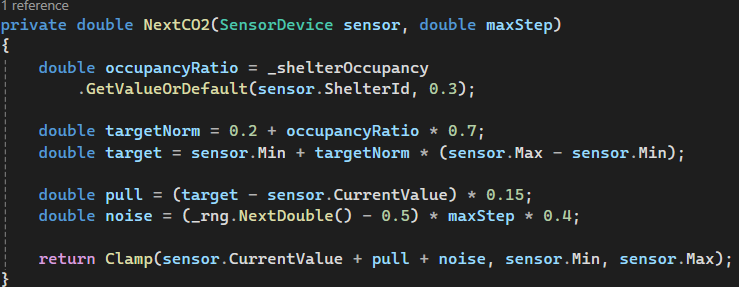 1 reference
private double NextCO2(SensorDevice sensor, double maxStep)
{
    double occupancyRatio = _shelterOccupancy
        .GetValueOrDefault(sensor.ShelterId, 0.3);

    double targetNorm = 0.2 + occupancyRatio * 0.7;
    double target = sensor.Min + targetNorm * (sensor.Max - sensor.Min);

    double pull = (target - sensor.CurrentValue) * 0.15;
    double noise = (_rng.NextDouble() - 0.5) * maxStep * 0.4;

    return Clamp(sensor.CurrentValue + pull + noise, sensor.Min, sensor.Max);
}